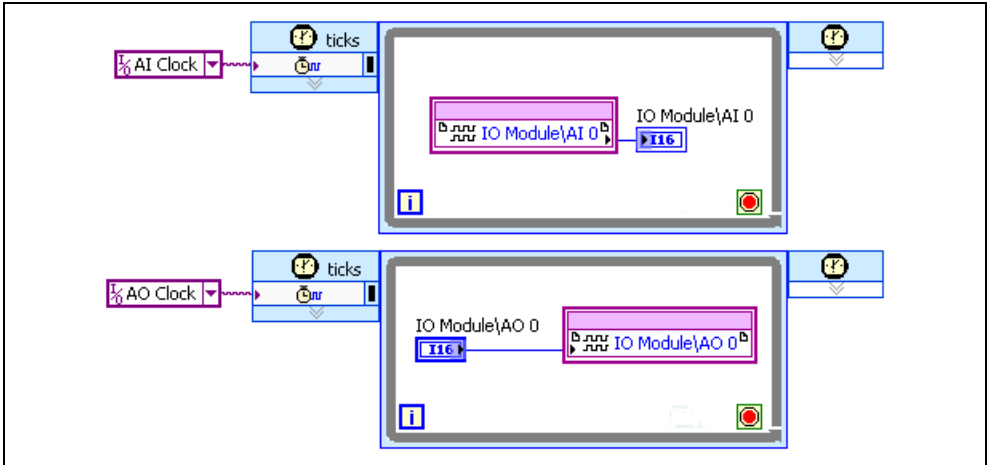 ticks
I/O AI Clock
IO Module\AI 0
IO Module\AI 0
I16
i
ticks
I/O AO Clock
IO Module\AO 0
I16
IO Module\AO 0
i